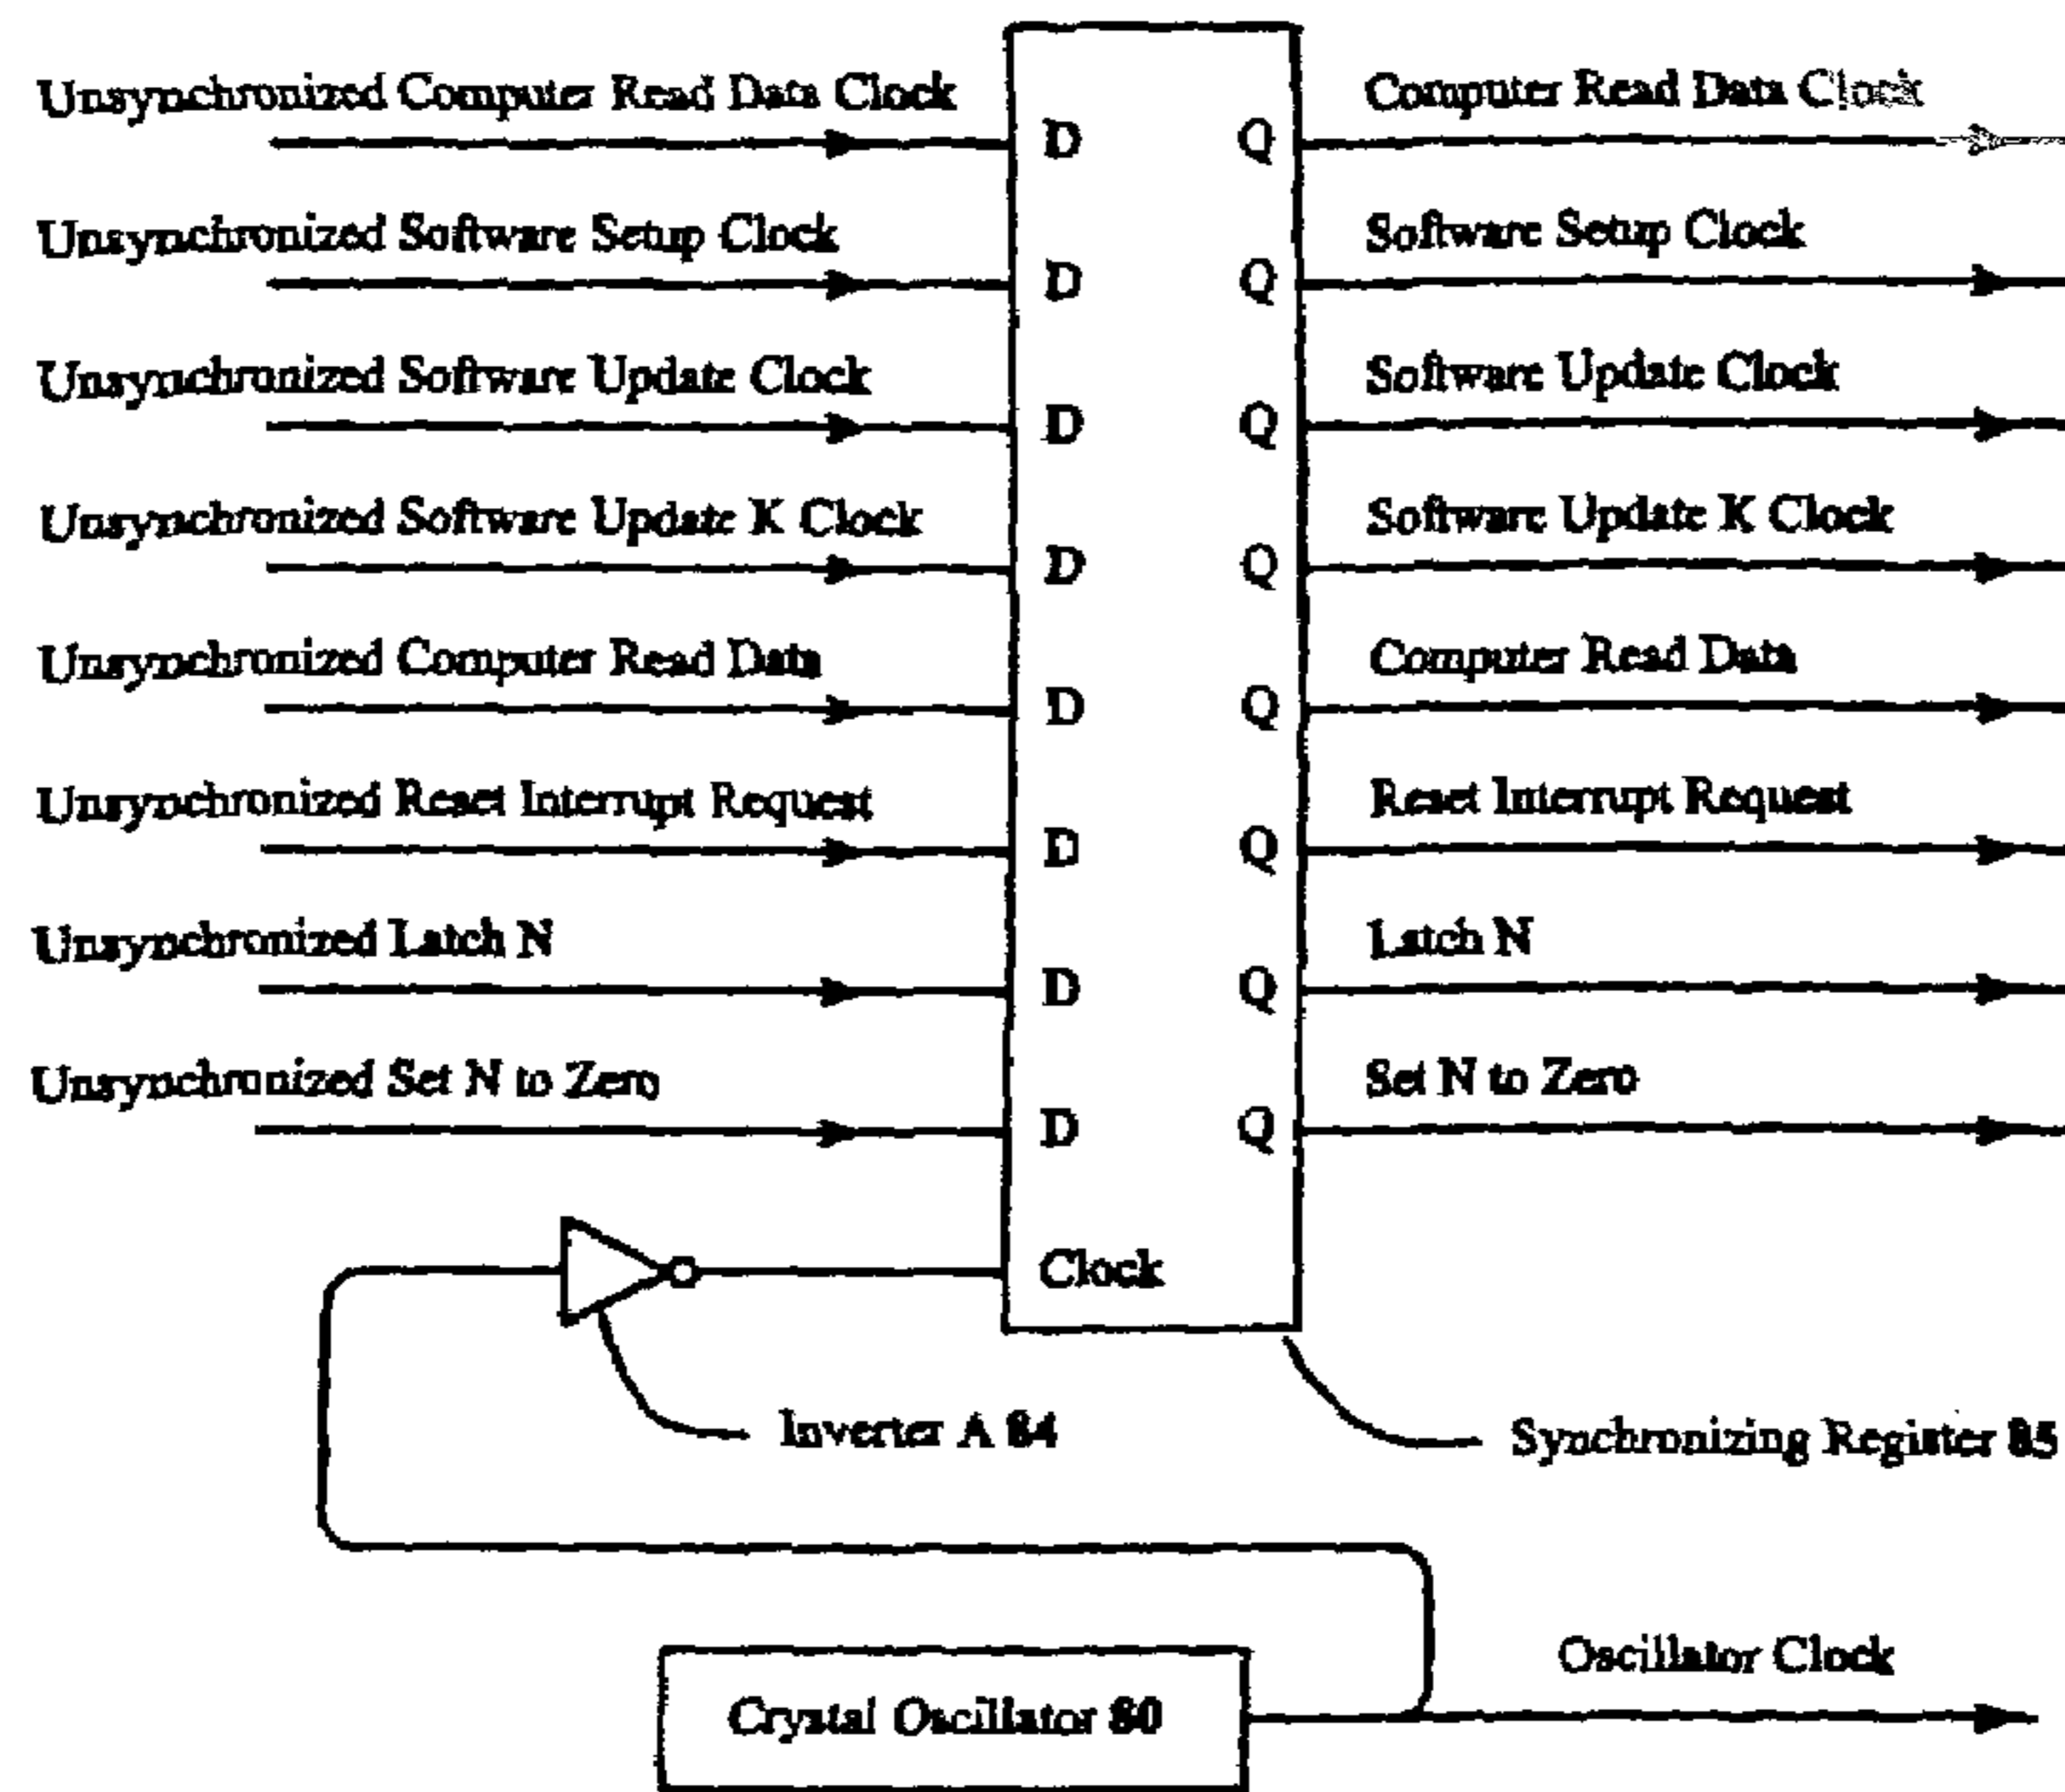 Unsynchronized Computer Read Data Clock
Computer Read Data Clock
D
Q
Unsynchronized Software Setup Clock
Software Setup Clock
D
Q
Unsynchronized Software Update Clock
Software Update Clock
D
Q
Unsynchronized Software Update K Clock
Software Update K Clock
D
Q
Unsynchronized Computer Read Data
Computer Read Data
D
Q
Unsynchronized Reset Interrupt Request
Reset Interrupt Request
D
Q
Unsynchronized Latch N
Latch N
D
Q
Unsynchronized Set N to Zero
Set N to Zero
D
Q
Clock
Inverter A 84
Synchronizing Register 85
Oscillator Clock
Crystal Oscillator 80